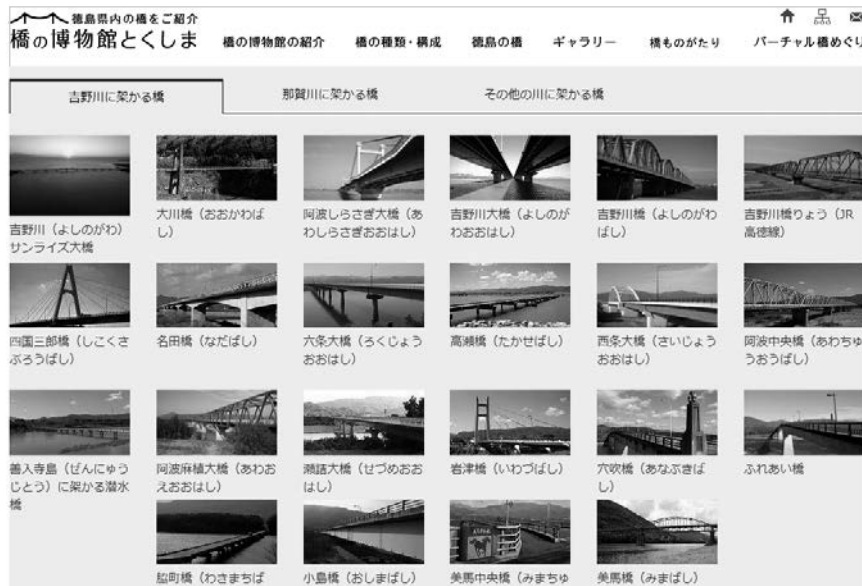 徳島県内の橋をご紹介
橋の博物館とくしま
橋の博物館の紹介
橋の種類・構成
徳島の橋
ギャラリー
橋ものがたり
バーチャル橋めぐり
吉野川に架かる橋
那賀川に架かる橋
その他の川に架かる橋
吉野川（よしのがわ）
サンライズ大橋
大川橋（おおかわば
し）
阿波しらさぎ大橋（あ
わしらさぎおおはし）
吉野川大橋（よしのが
わおおはし）
吉野川橋（よしのがわ
ばし）
吉野川橋りょう（JR
高徳線）
四国三郎橋（しこくさ
ぶろうばし）
名田橋（なだばし）
六条大橋（ろくじょう
おおはし）
高瀬橋（たかせばし）
西条大橋（さいじょう
おおはし）
阿波中央橋（あわちゅ
うおうばし）
善入寺島（ぜんにゅう
じとう）に架かる潜水
橋
阿波麻植大橋（あわお
えおおはし）
瀬詰大橋（せづめおお
はし）
岩津橋（いわづばし）
穴吹橋（あなぶきば
し）
ふれあい橋
脇町橋（わきまちば
小島橋（おしまばし）
美馬中央橋（みまちゅ
美馬橋（みまばし）